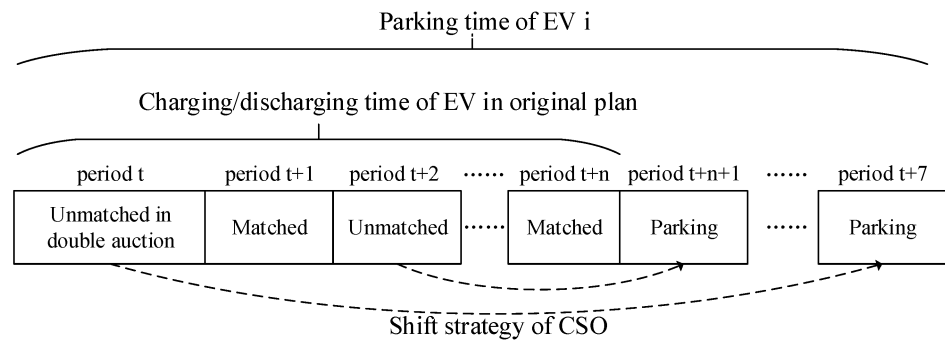 Parking time of EV i
Charging/discharging time of EV in original plan
period t period t+1 period t+2 ······ period t+n period t+n+1 ······ period t+7
Unmatched in
double auction
Matched
Unmatched
······
Matched
Parking
······
Parking
Shift strategy of CSO